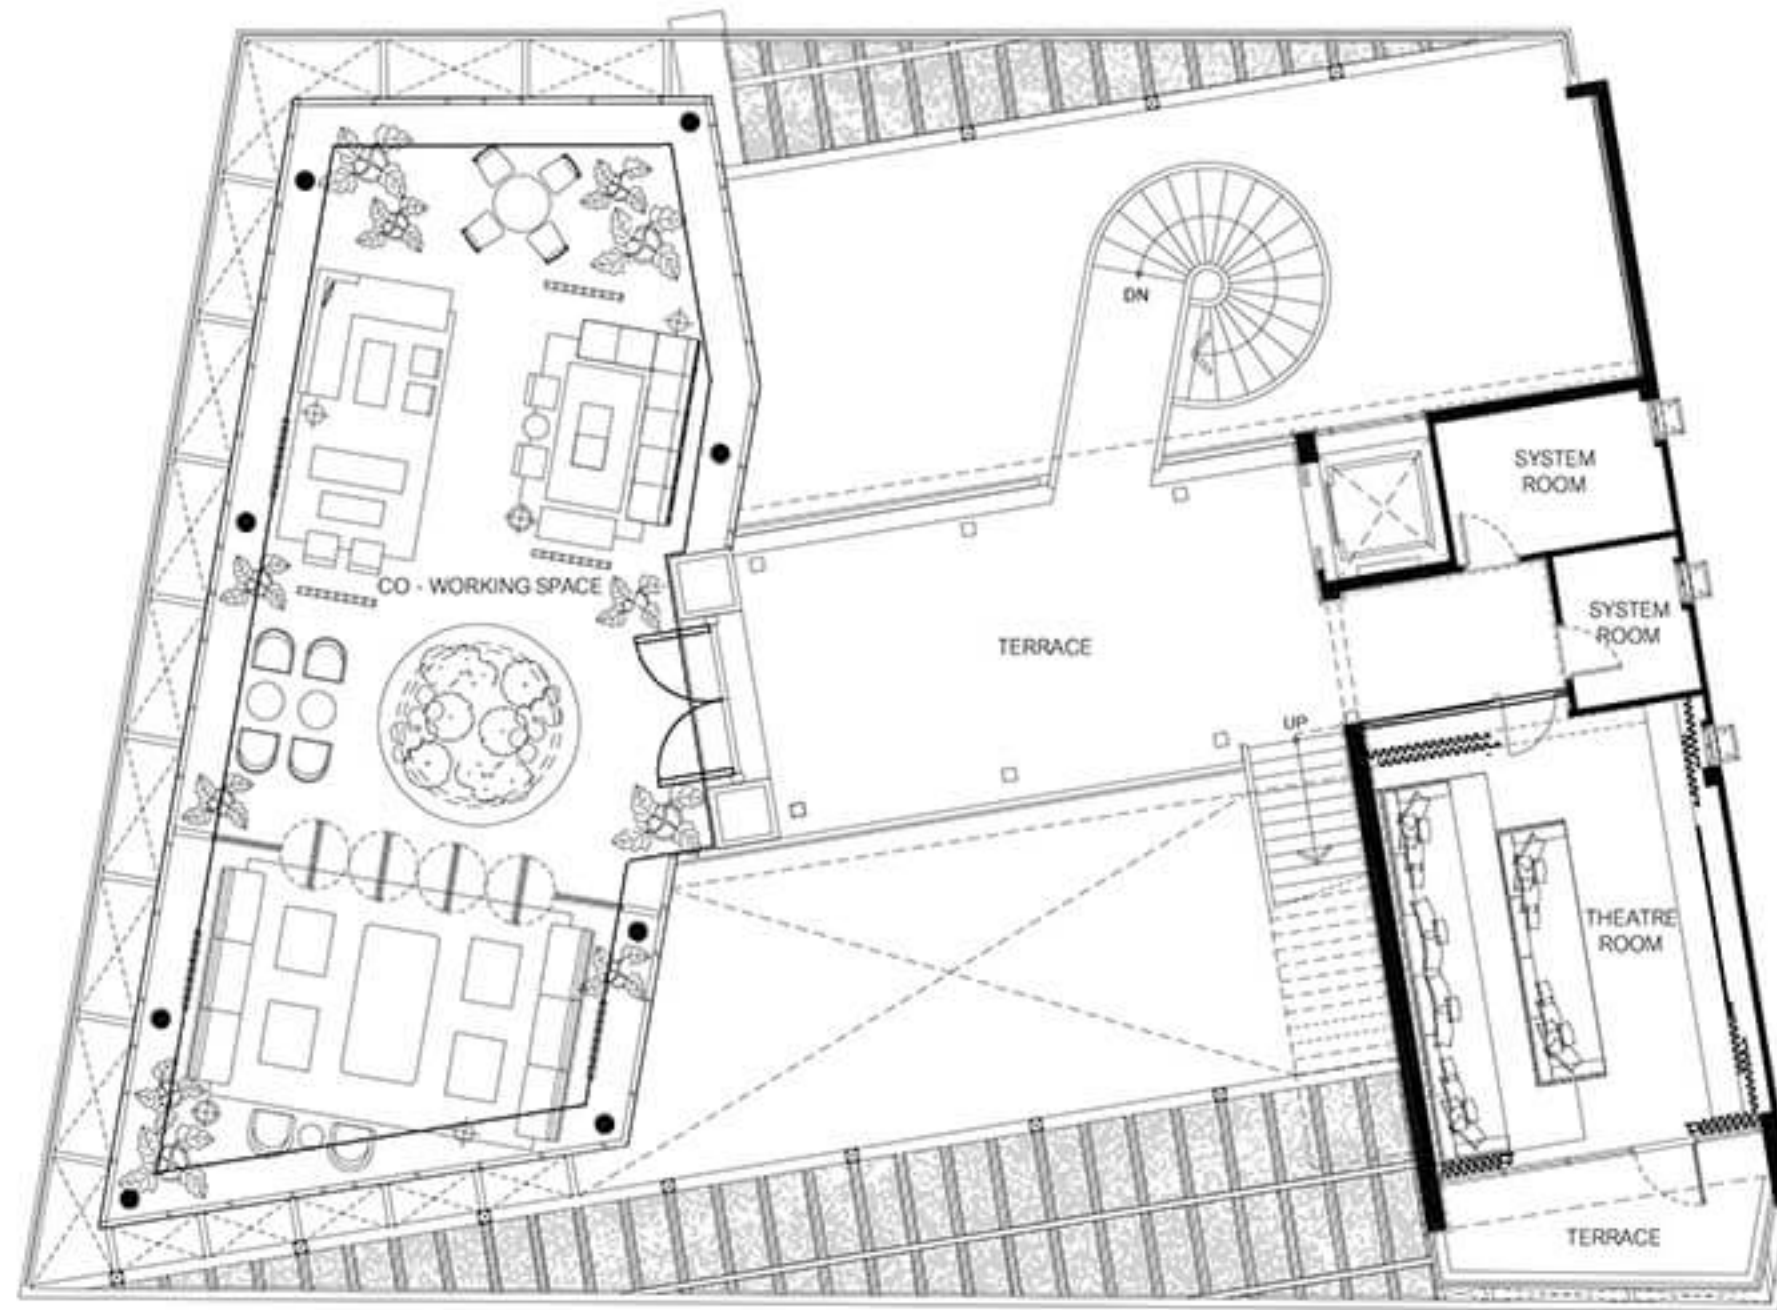 DN
SYSTEM
ROOM
CO - WORKING SPACE
SYSTEM
ROOM
TERRACE
UP
THEATRE
ROOM
TERRACE